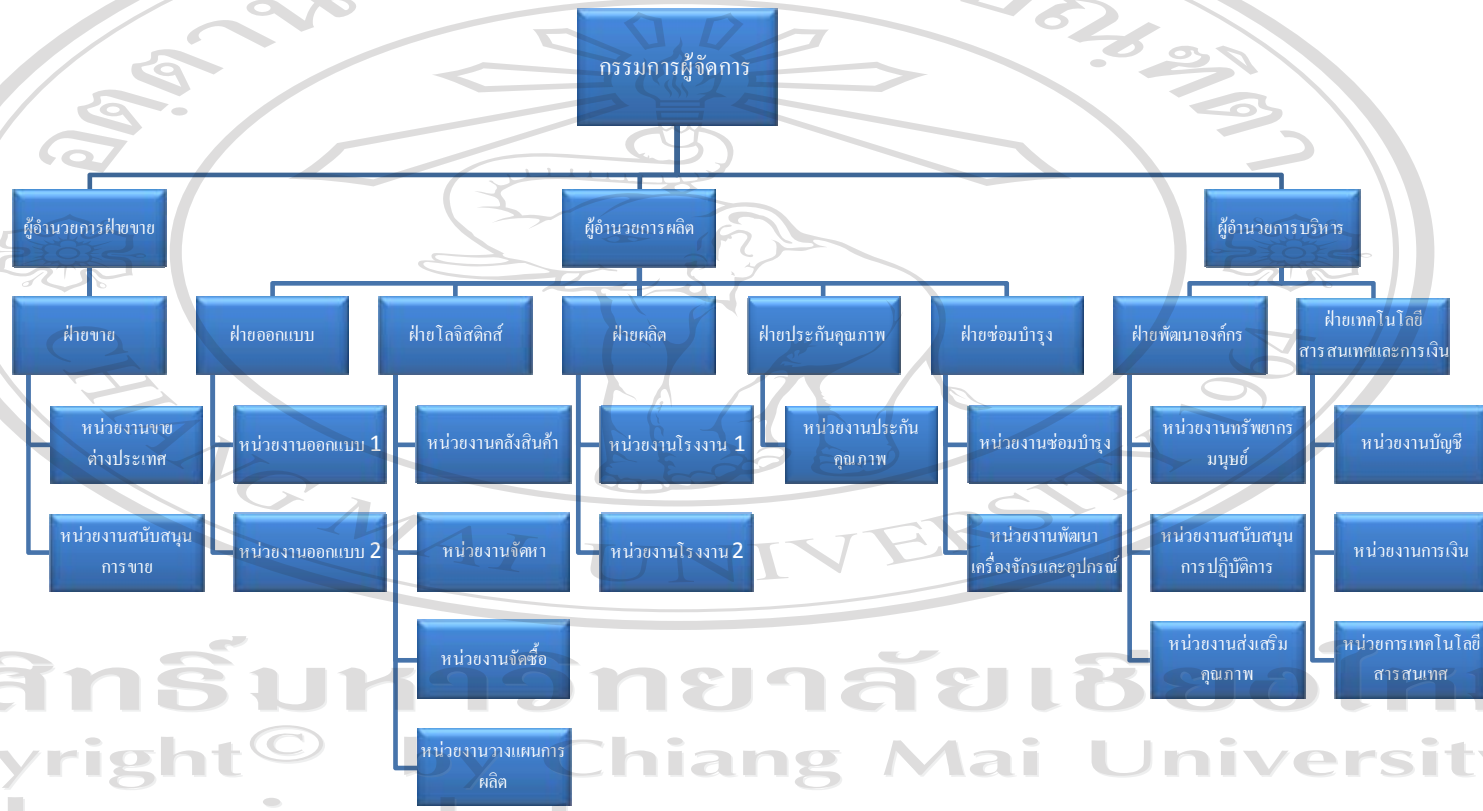 กรรมการผู้จัดการ
ผู้อำนวยการฝ่ายขาย
ผู้อำนวยการผลิต
ผู้อำนวยการบริหาร
ฝ่ายขาย
ฝ่ายออกแบบ
ฝ่ายโลจิสติกส์
ฝ่ายผลิต
ฝ่ายประกันคุณภาพ
ฝ่ายซ่อมบำรุง
ฝ่ายพัฒนาองค์กร
ฝ่ายเทคโนโลยี
สารสนเทศและการเงิน
หน่วยงานขาย
ต่างประเทศ
หน่วยงานออกแบบ 1
หน่วยงานคลังสินค้า
หน่วยงานโรงงาน 1
หน่วยงานประกัน
คุณภาพ
หน่วยงานซ่อมบำรุง
หน่วยงานทรัพยากร
มนุษย์
หน่วยงานบัญชี
หน่วยงานสนับสนุน
การขาย
หน่วยงานออกแบบ 2
หน่วยงานจัดหา
หน่วยงานโรงงาน 2
หน่วยงานพัฒนา
เครื่องจักรและอุปกรณ์
หน่วยงานสนับสนุน
การปฏิบัติการ
หน่วยงานการเงิน
หน่วยงานจัดซื้อ
หน่วยงานส่งเสริม
คุณภาพ
หน่วยการเทคโนโลยี
สารสนเทศ
หน่วยงานวางแผนการ
ผลิต
CHIANG MAI UNIVERSITY 1964
by Chiang Mai University